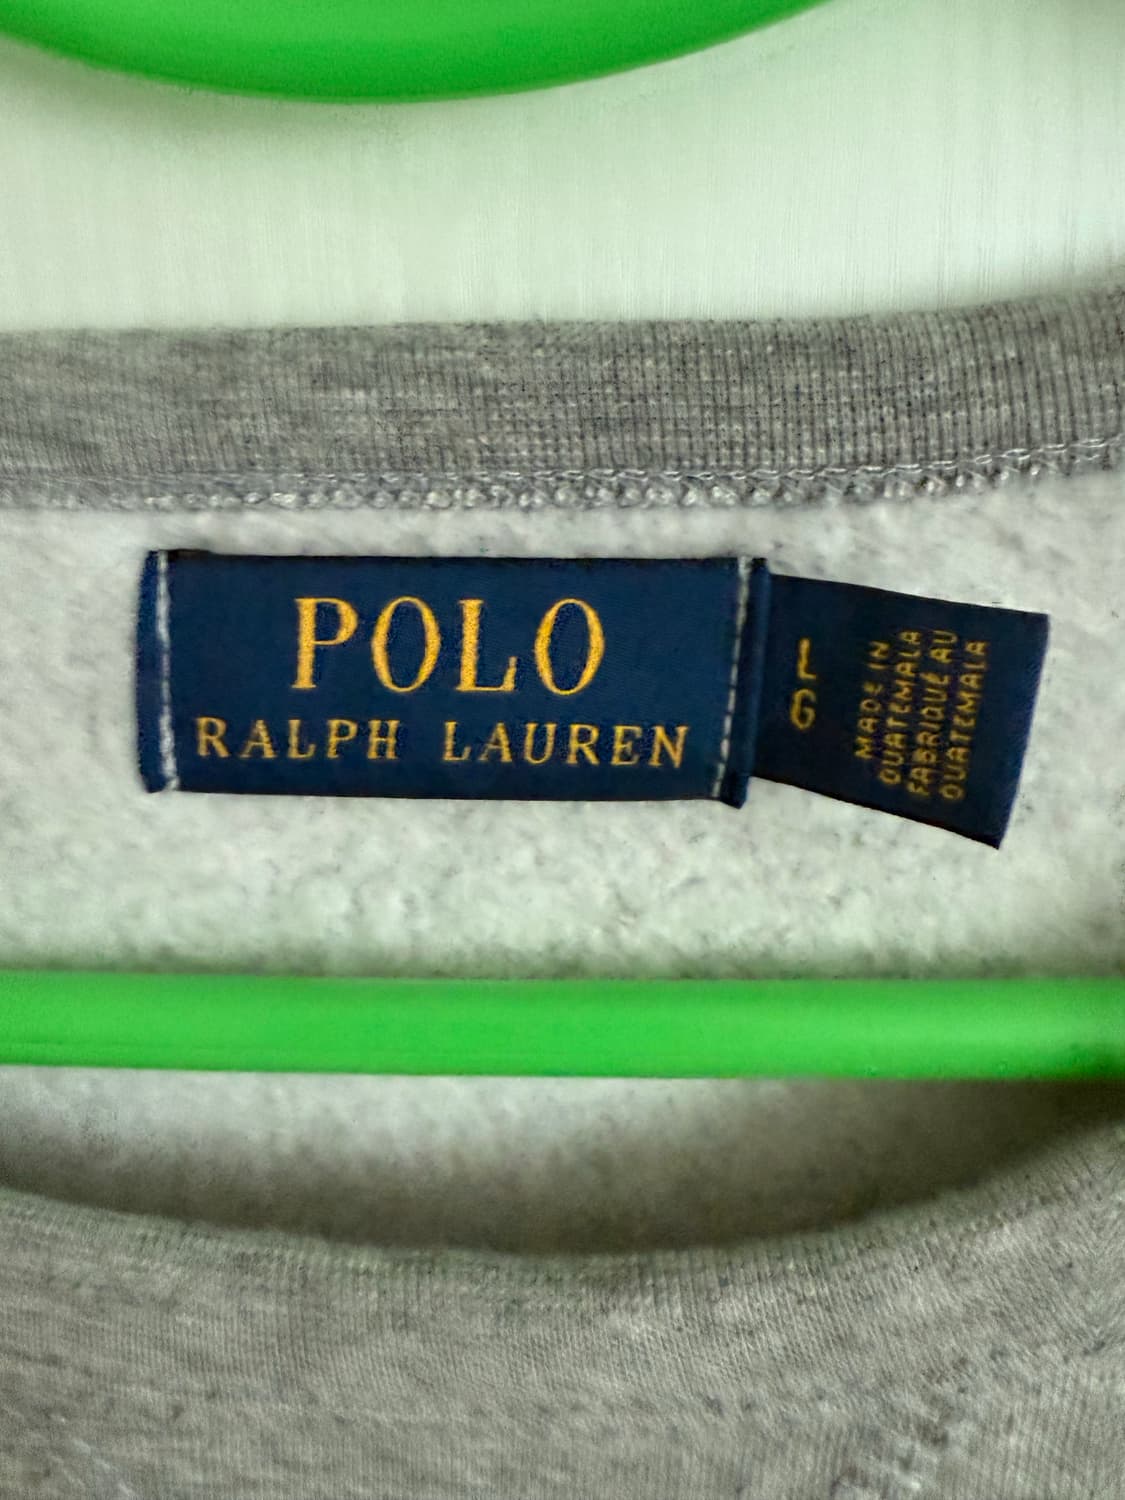 POLO
RALPH LAUREN
L
G
MADE IN
GUATEMALA
FABRIQUÉ AU
GUATEMALA